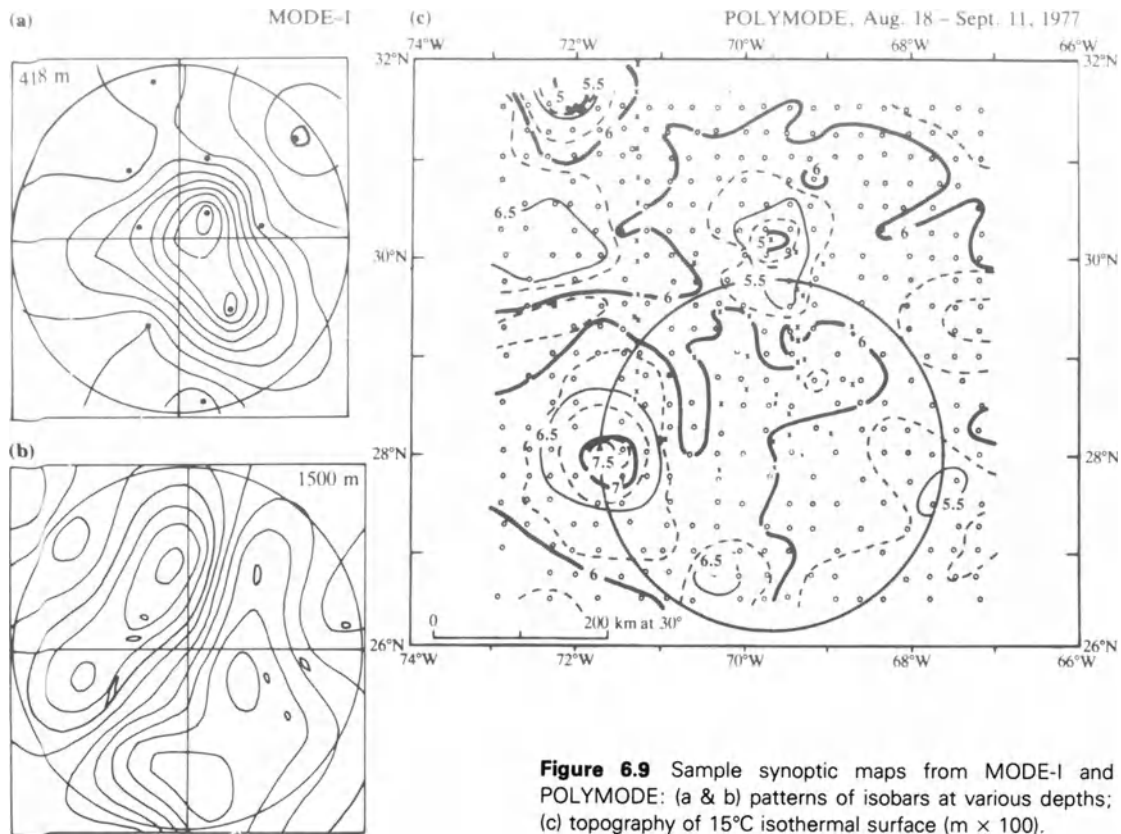 (a) MODE-I
418 m
(b)
1500 m
(c) POLYMODE, Aug. 18 – Sept. 11, 1977
74°W 72°W 70°W 68°W 66°W
32°N 32°N
5.5
5
6
6
6.5
6
5
30°N 30°N
5.5
6
6
6.5
28°N 28°N
7.5
7
5.5
6.5
6
0 200 km at 30°
26°N 26°N
74°W 72°W 70°W 68°W 66°W
Figure 6.9 Sample synoptic maps from MODE-I and
POLYMODE: (a & b) patterns of isobars at various depths;
(c) topography of 15°C isothermal surface (m × 100).